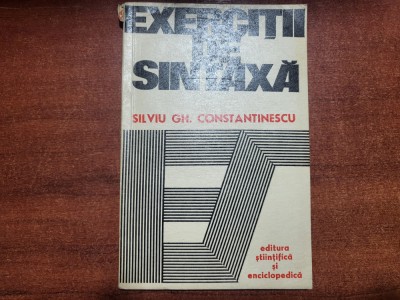 EXERCIȚII
DE
SINTAXĂ
SILVIU GH. CONSTANTINESCU
editura
științifică
și
enciclopedică